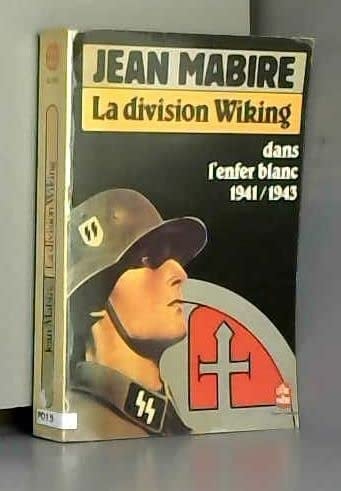 JEAN MABIRE
La division Wiking
dans
l'enfer blanc
1941/1943
Jean Mabire
La division Wiking